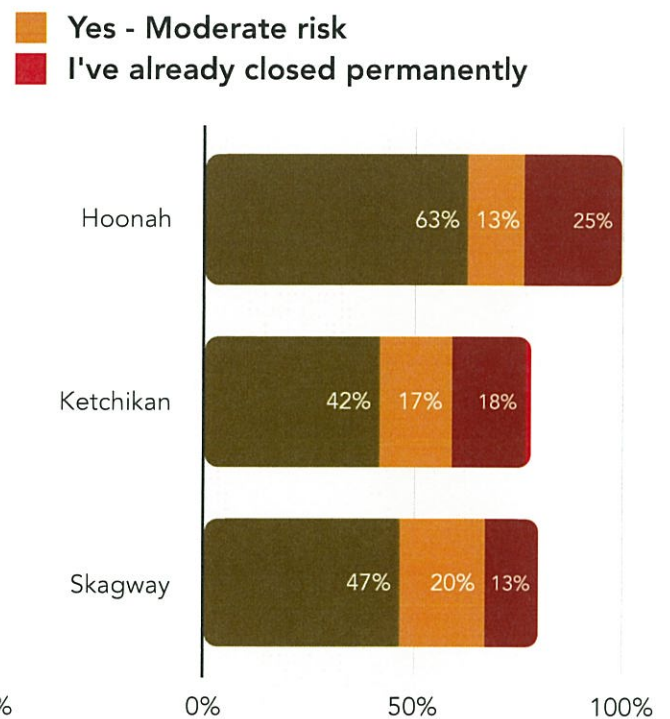 Yes - Moderate risk
I've already closed permanently
Hoonah 63% 13% 25%
Ketchikan 42% 17% 18%
Skagway 47% 20% 13%
% 0% 50% 100%